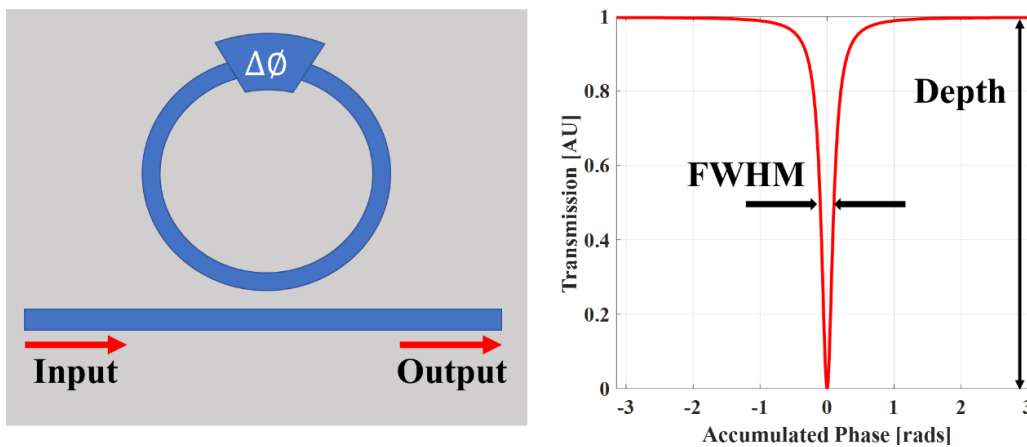 ΔØ
Input
Output
Transmission [AU]
1
0.8
0.6
0.4
0.2
0
Depth
FWHM
-3
-2
-1
0
1
2
3
Accumulated Phase [rads]